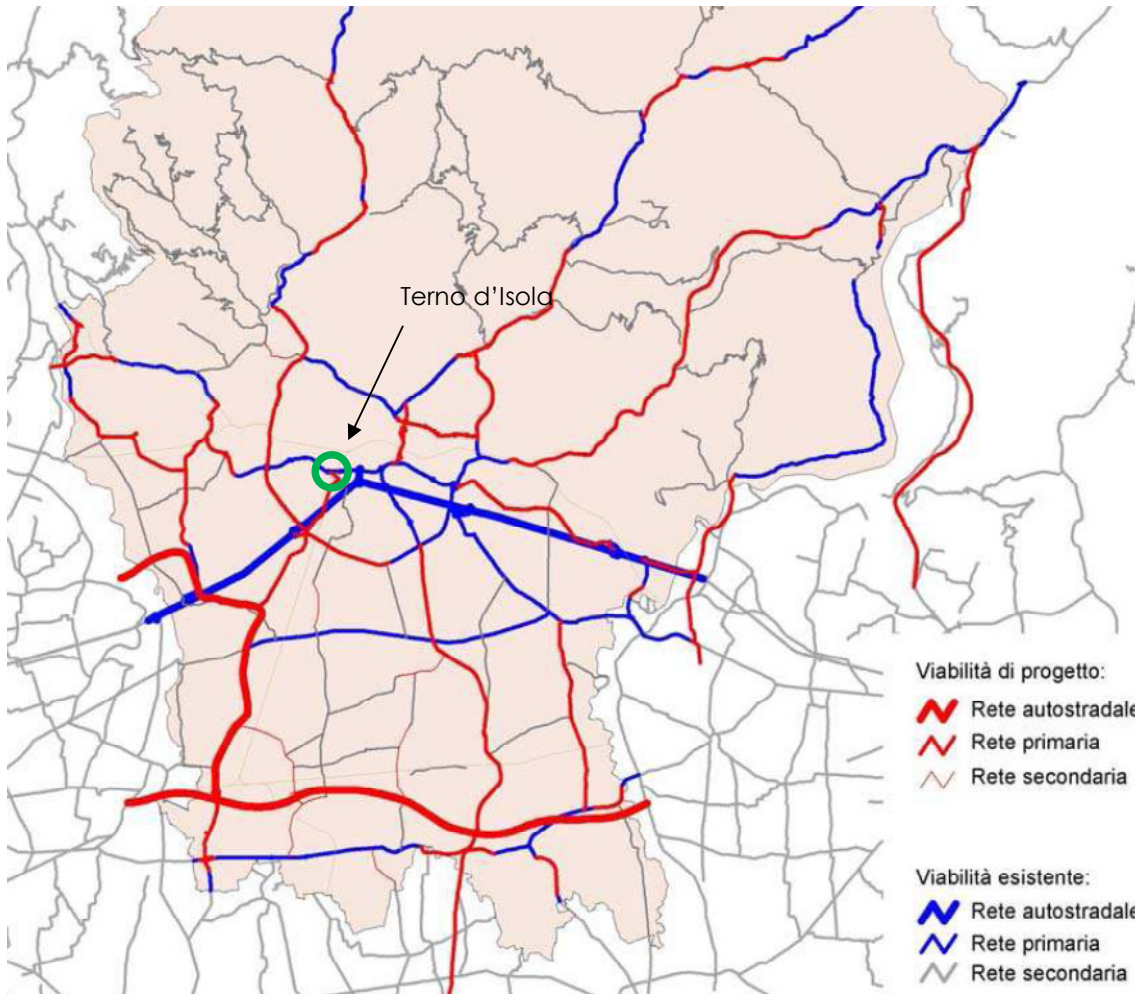 Terno d'Isola
Viabilità di progetto:
Rete autostradale
Rete primaria
Rete secondaria
Viabilità esistente:
Rete autostradale
Rete primaria
Rete secondaria